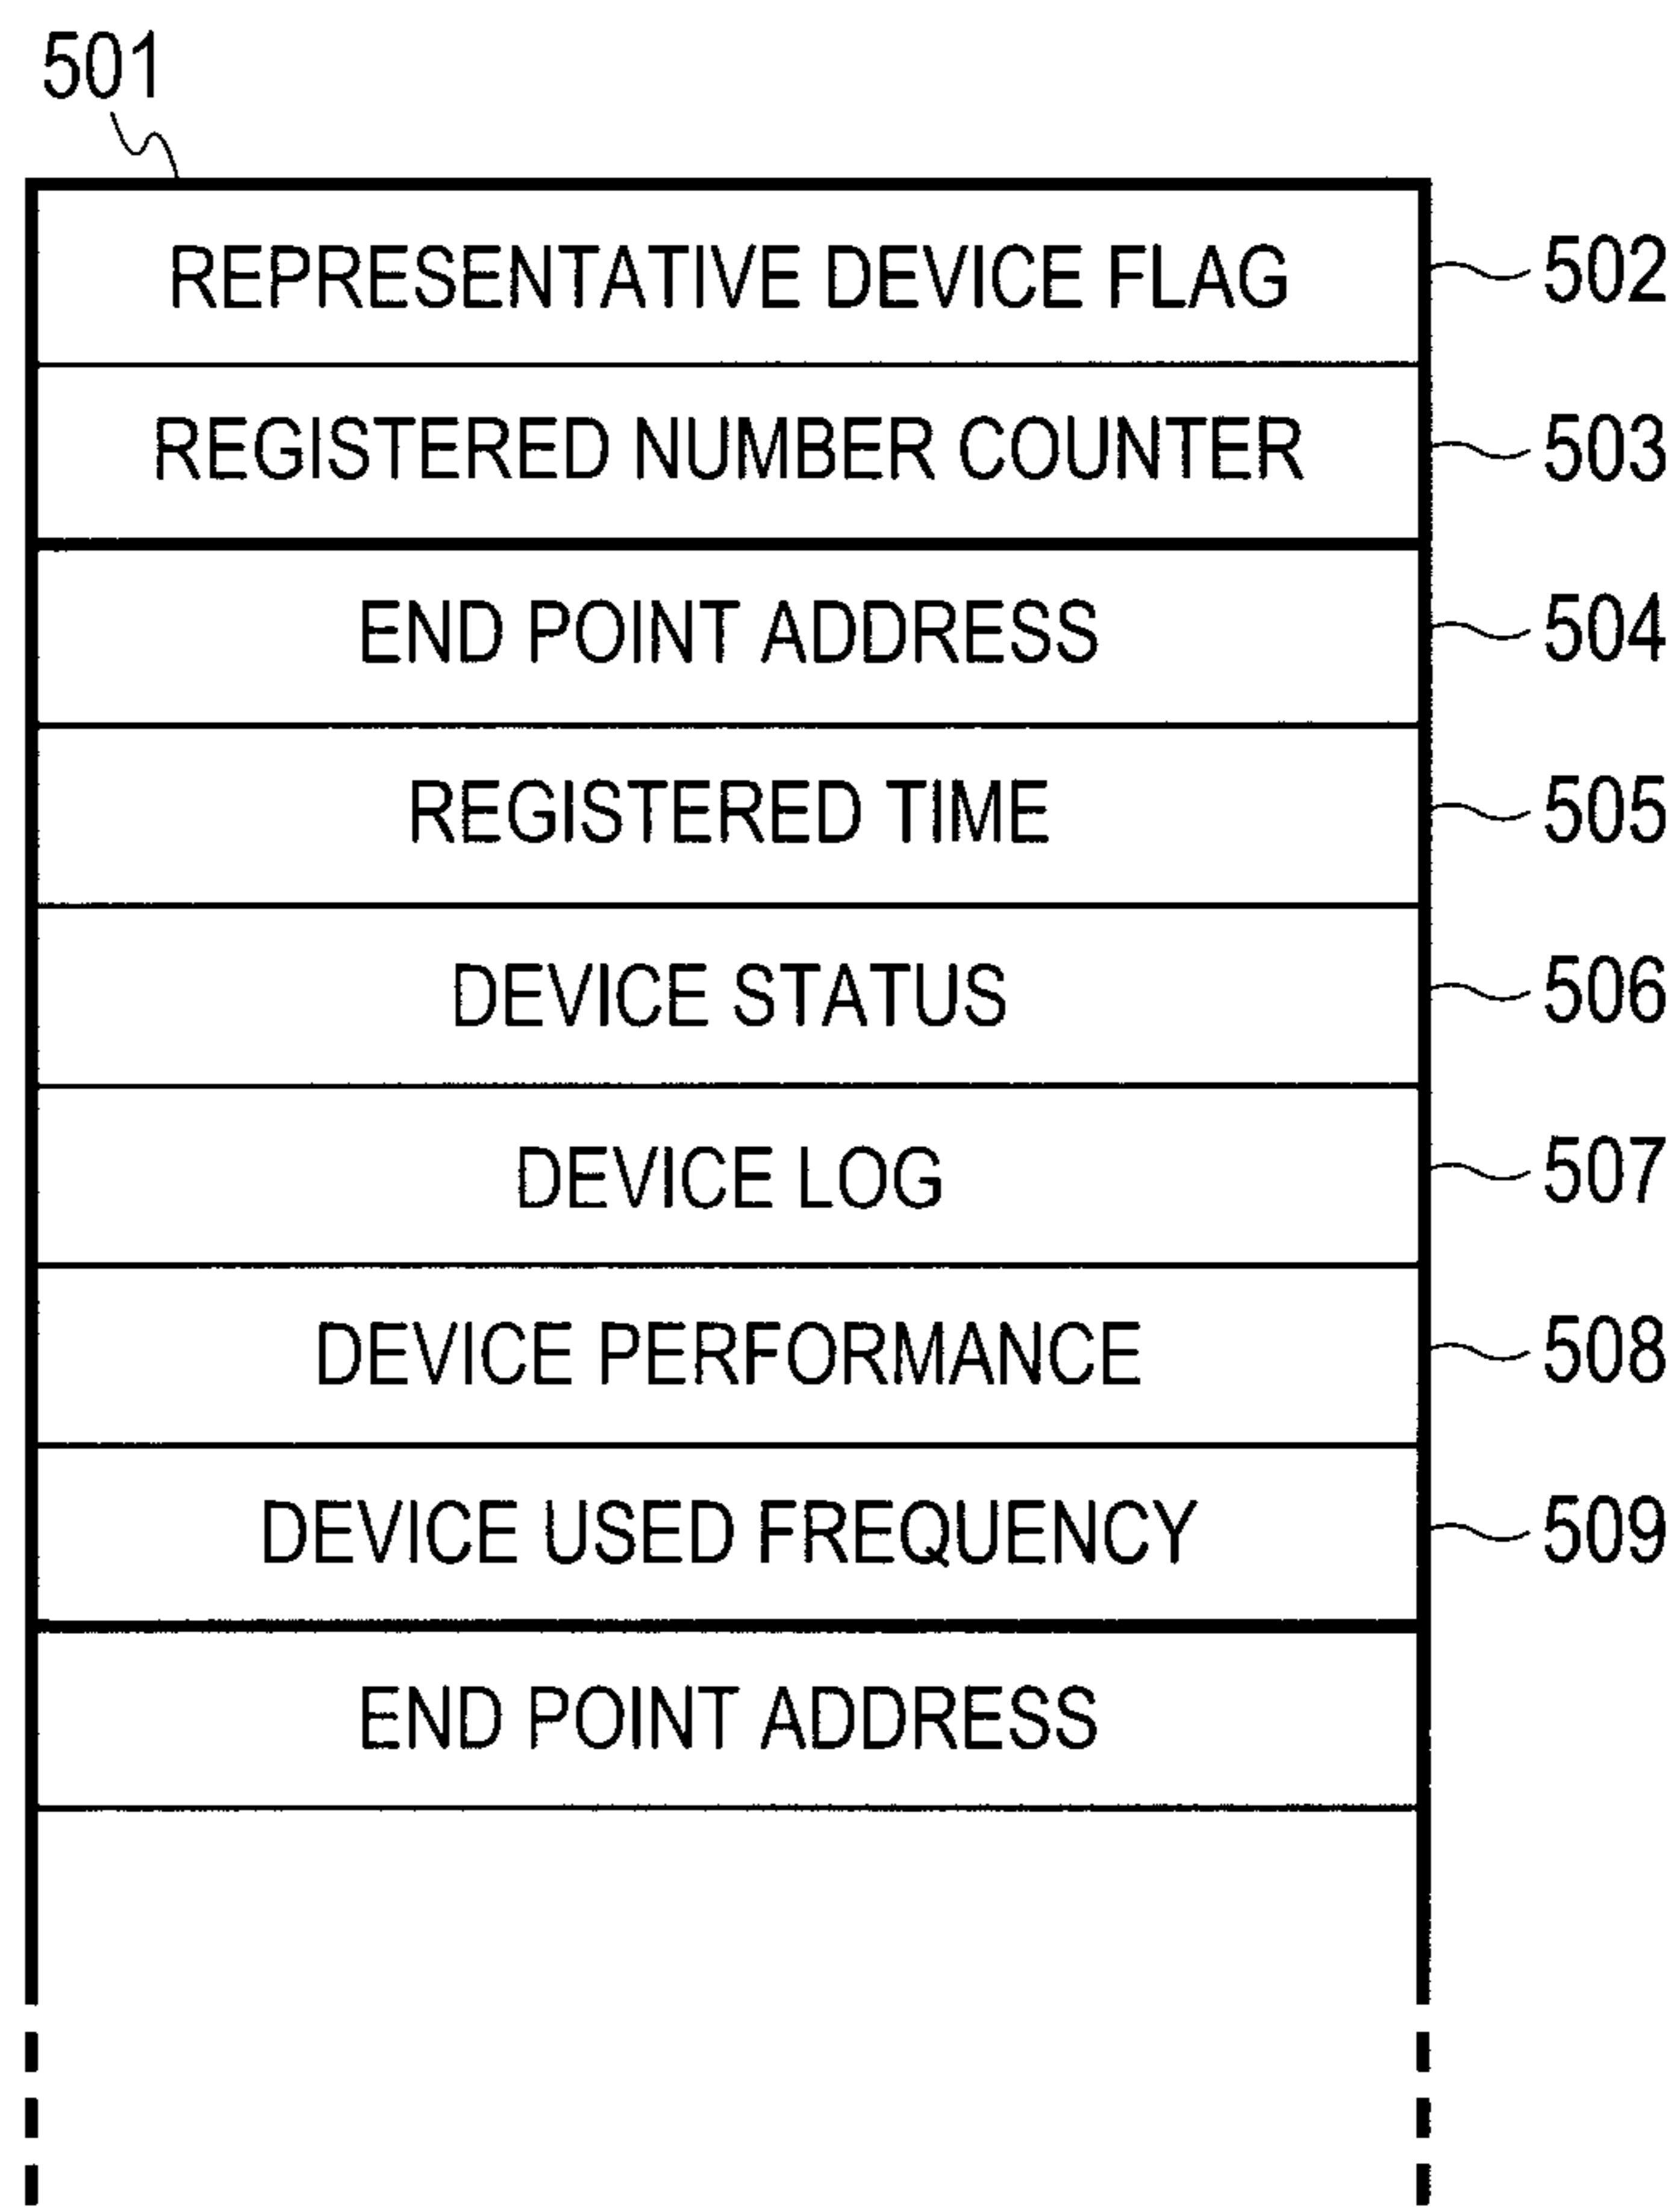 501
REPRESENTATIVE DEVICE FLAG 502
REGISTERED NUMBER COUNTER 503
END POINT ADDRESS 504
REGISTERED TIME 505
DEVICE STATUS 506
DEVICE LOG 507
DEVICE PERFORMANCE 508
DEVICE USED FREQUENCY 509
END POINT ADDRESS